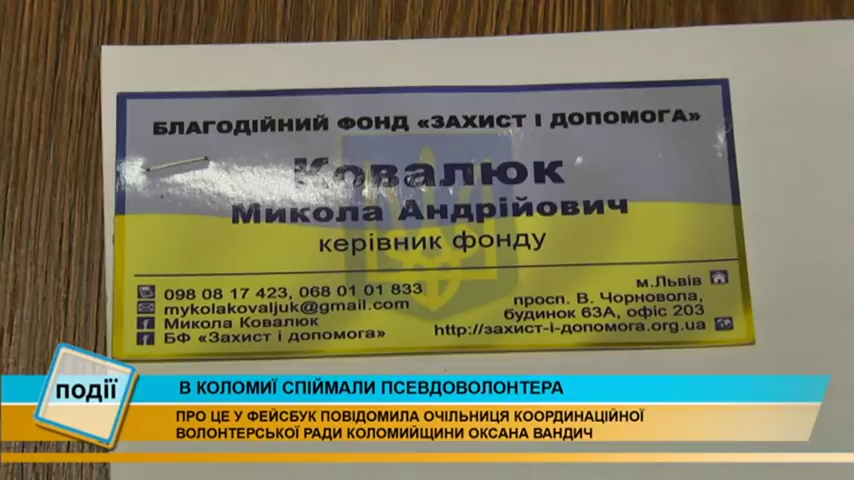 БЛАГОДІЙНИЙ ФОНД «ЗАХИСТ І ДОПОМОГА»
Ковалюк
Микола Андрійович
керівник фонду
098 08 17 423, 068 01 01 833
mykolakovaljuk@gmail.com
Микола Ковалюк
БФ «Захист і допомога»
м.Львів
просп. В. Чорновола,
будинок 63А, офіс 203
http://захист-і-допомога.org.ua
події
В КОЛОМИЇ СПІЙМАЛИ ПСЕВДОВОЛОНТЕРА
ПРО ЦЕ У ФЕЙСБУК ПОВІДОМИЛА ОЧІЛЬНИЦЯ КООРДИНАЦІЙНОЇ
ВОЛОНТЕРСЬКОЇ РАДИ КОЛОМИЙЩИНИ ОКСАНА ВАНДИЧ